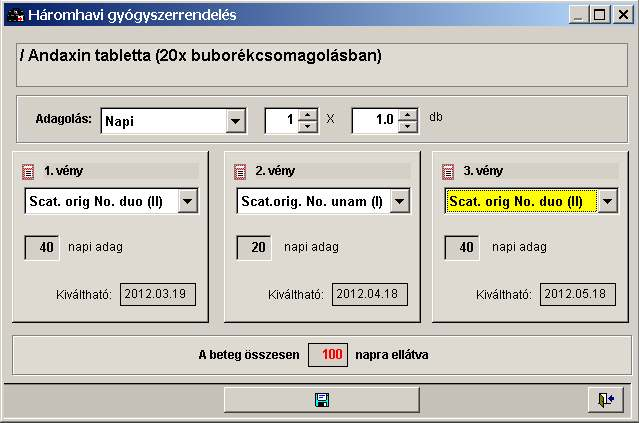 Háromhavi gyógyszerrendelés
/ Andaxin tabletta (20x buborékcsomagolásban)
Adagolás: Napi 1 X 1.0 db
1. vény
Scat. orig No. duo (II)
40 napi adag
Kiváltható: 2012.03.19
2. vény
Scat.orig. No. unam (I)
20 napi adag
Kiváltható: 2012.04.18
3. vény
Scat. orig No. duo (II)
40 napi adag
Kiváltható: 2012.05.18
A beteg összesen 100 napra ellátva